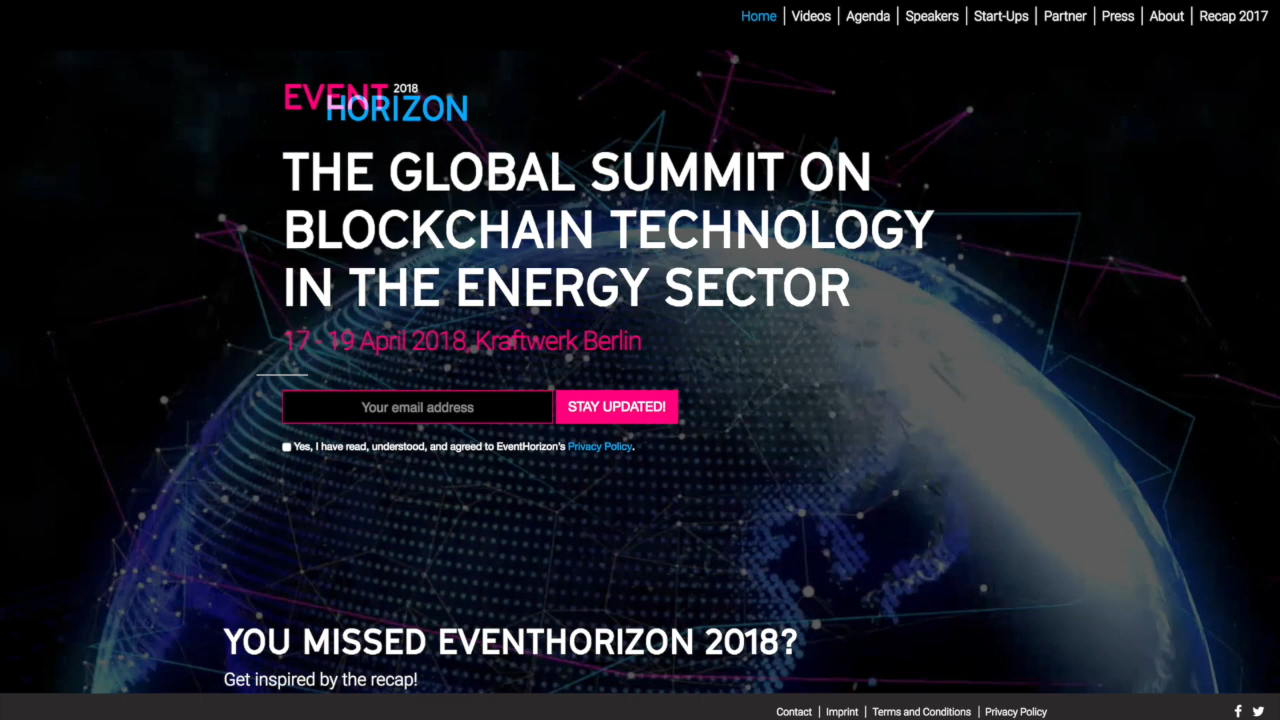 Home | Videos | Agenda | Speakers | Start-Ups | Partner | Press | About | Recap 2017
EVENT 2018
HORIZON
THE GLOBAL SUMMIT ON
BLOCKCHAIN TECHNOLOGY
IN THE ENERGY SECTOR
17 - 19 April 2018, Kraftwerk Berlin
Your email address STAY UPDATED!
Yes, I have read, understood, and agreed to EventHorizon's Privacy Policy.
YOU MISSED EVENTHORIZON 2018?
Get inspired by the recap!
Contact | Imprint | Terms and Conditions | Privacy Policy